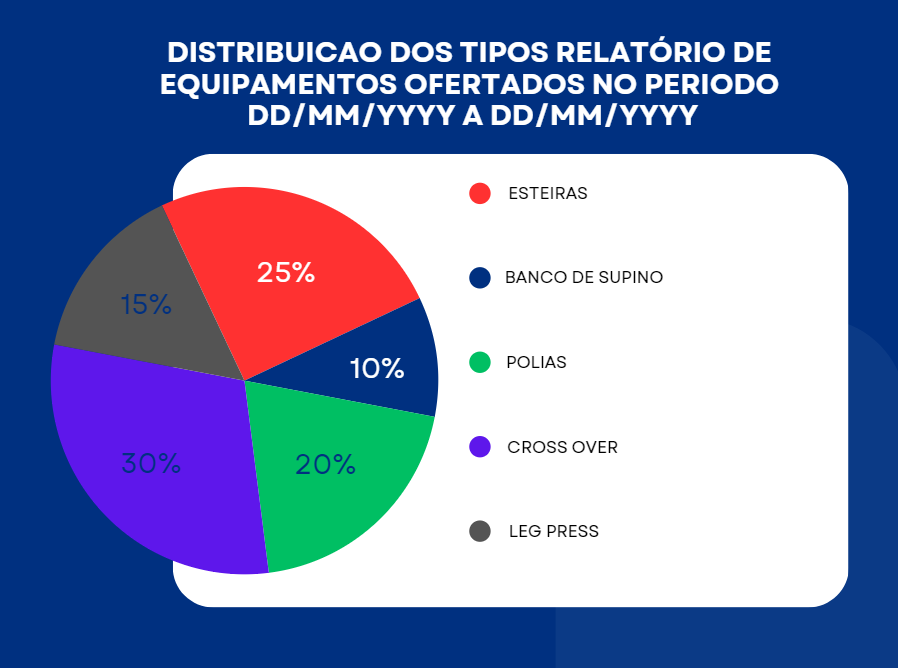 DISTRIBUICAO DOS TIPOS RELATÓRIO DE
EQUIPAMENTOS OFERTADOS NO PERIODO
DD/MM/YYYY A DD/MM/YYYY
ESTEIRAS
25%
BANCO DE SUPINO
15%
POLIAS
10%
CROSS OVER
30%
20%
LEG PRESS